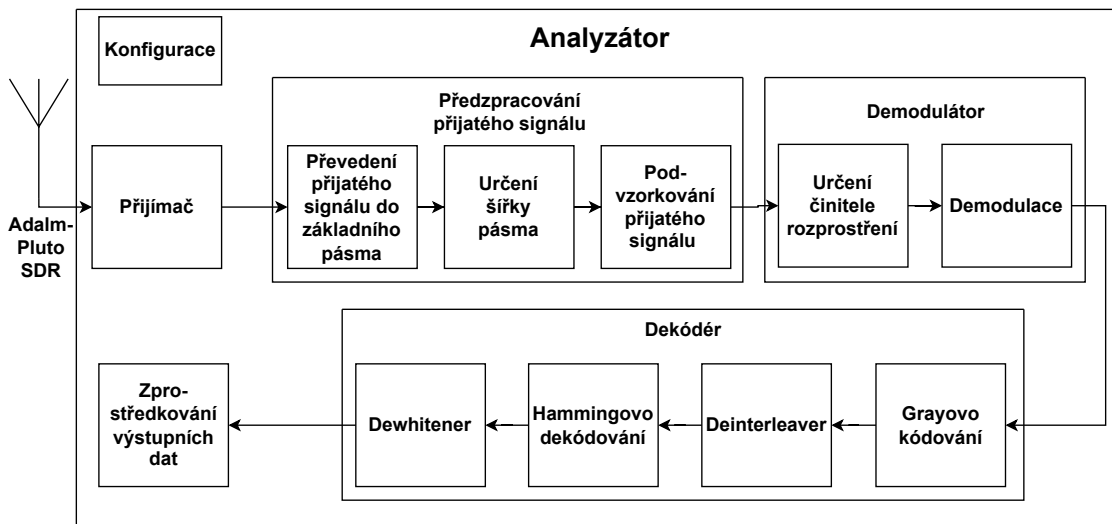 Analyzátor
Konfigurace
Adalm-
Pluto
SDR
Přijímač
Předzpracování
přijatého signálu
Převedení
přijatého
signálu do
základního
pásma
Určení
šířky
pásma
Pod-
vzorkování
přijatého
signálu
Demodulátor
Určení
činitele
rozprostření
Demodulace
Dekódér
Grayovo
kódování
Deinterleaver
Hammingovo
dekódování
Dewhitener
Zpro-
středkování
výstupních
dat